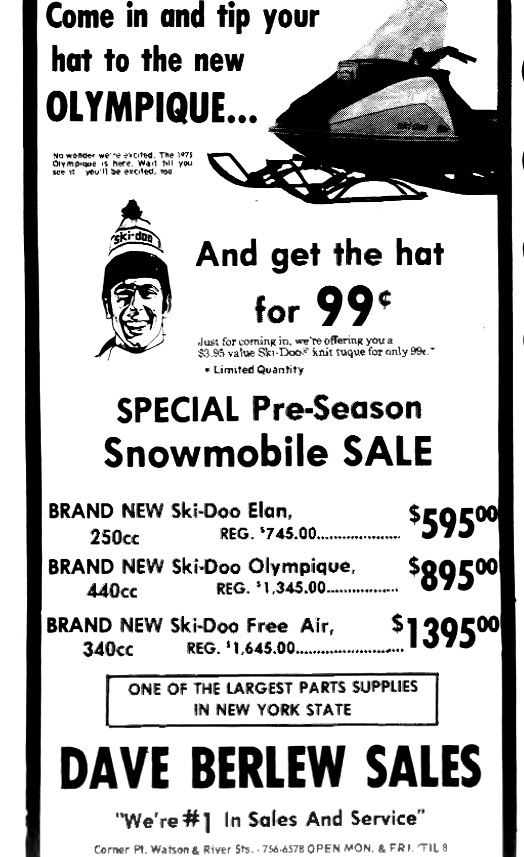 Come in and tip your
hat to the new
OLYMPIQUE...
No wonder we're excited. The 1975
Olympique is here. Wait till you
see it you'll be excited, too
ski-doo
And get the hat
for 99¢
Just for coming in, we're offering you a
$3.95 value Ski-Doo® knit tuque for only 99¢.*
* Limited Quantity
SPECIAL Pre-Season
Snowmobile SALE
BRAND NEW Ski-Doo Elan,
250cc REG. $745.00.................... $595⁰⁰
BRAND NEW Ski-Doo Olympique,
440cc REG. $1,345.00................. $895⁰⁰
BRAND NEW Ski-Doo Free Air,
340cc REG. $1,645.00......................... $1395⁰⁰
ONE OF THE LARGEST PARTS SUPPLIES
IN NEW YORK STATE
DAVE BERLEW SALES
"We're #1 In Sales And Service"
Corner Pt. Watson & River Sts. - 756-6578 OPEN MON. & FRI. 'TIL 8